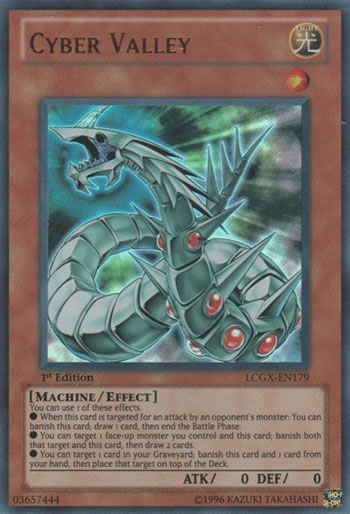 CYBER VALLEY
LIGHT
光
1st Edition
LCGX-EN179
[MACHINE/EFFECT]
You can use 1 of these effects.
● When this card is targeted for an attack by an opponent's monster: You can
banish this card; draw 1 card, then end the Battle Phase.
● You can target 1 face-up monster you control and this card; banish both
that target and this card, then draw 2 cards.
● You can target 1 card in your Graveyard; banish this card and 1 card from
your hand, then place that target on top of the Deck.
ATK/ 0 DEF/ 0
03657444
©1996 KAZUKI TAKAHASHI